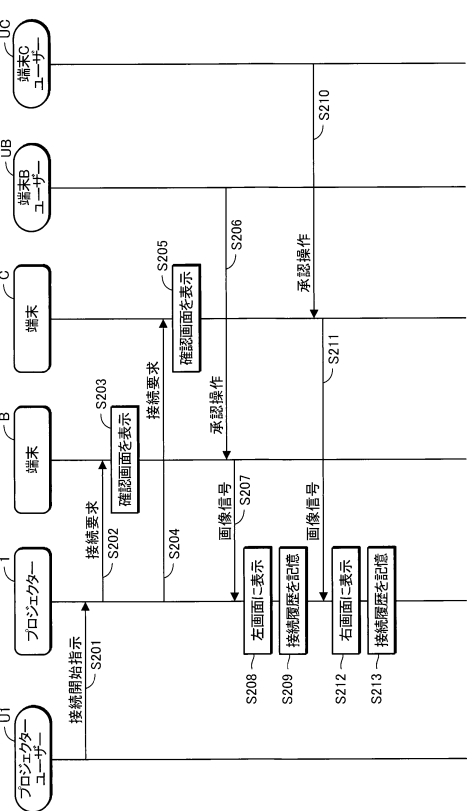 U1
プロジェクター
ユーザー
1
プロジェクター
B
端末
C
端末
UB
端末B
ユーザー
UC
端末C
ユーザー
接続開始指示
S201
接続要求
S202
確認画面を表示
S203
接続要求
S204
確認画面を表示
S205
承認操作
S206
画像信号
S207
左画面に表示
S208
接続履歴を記憶
S209
承認操作
S210
画像信号
S211
右画面に表示
S212
接続履歴を記憶
S213